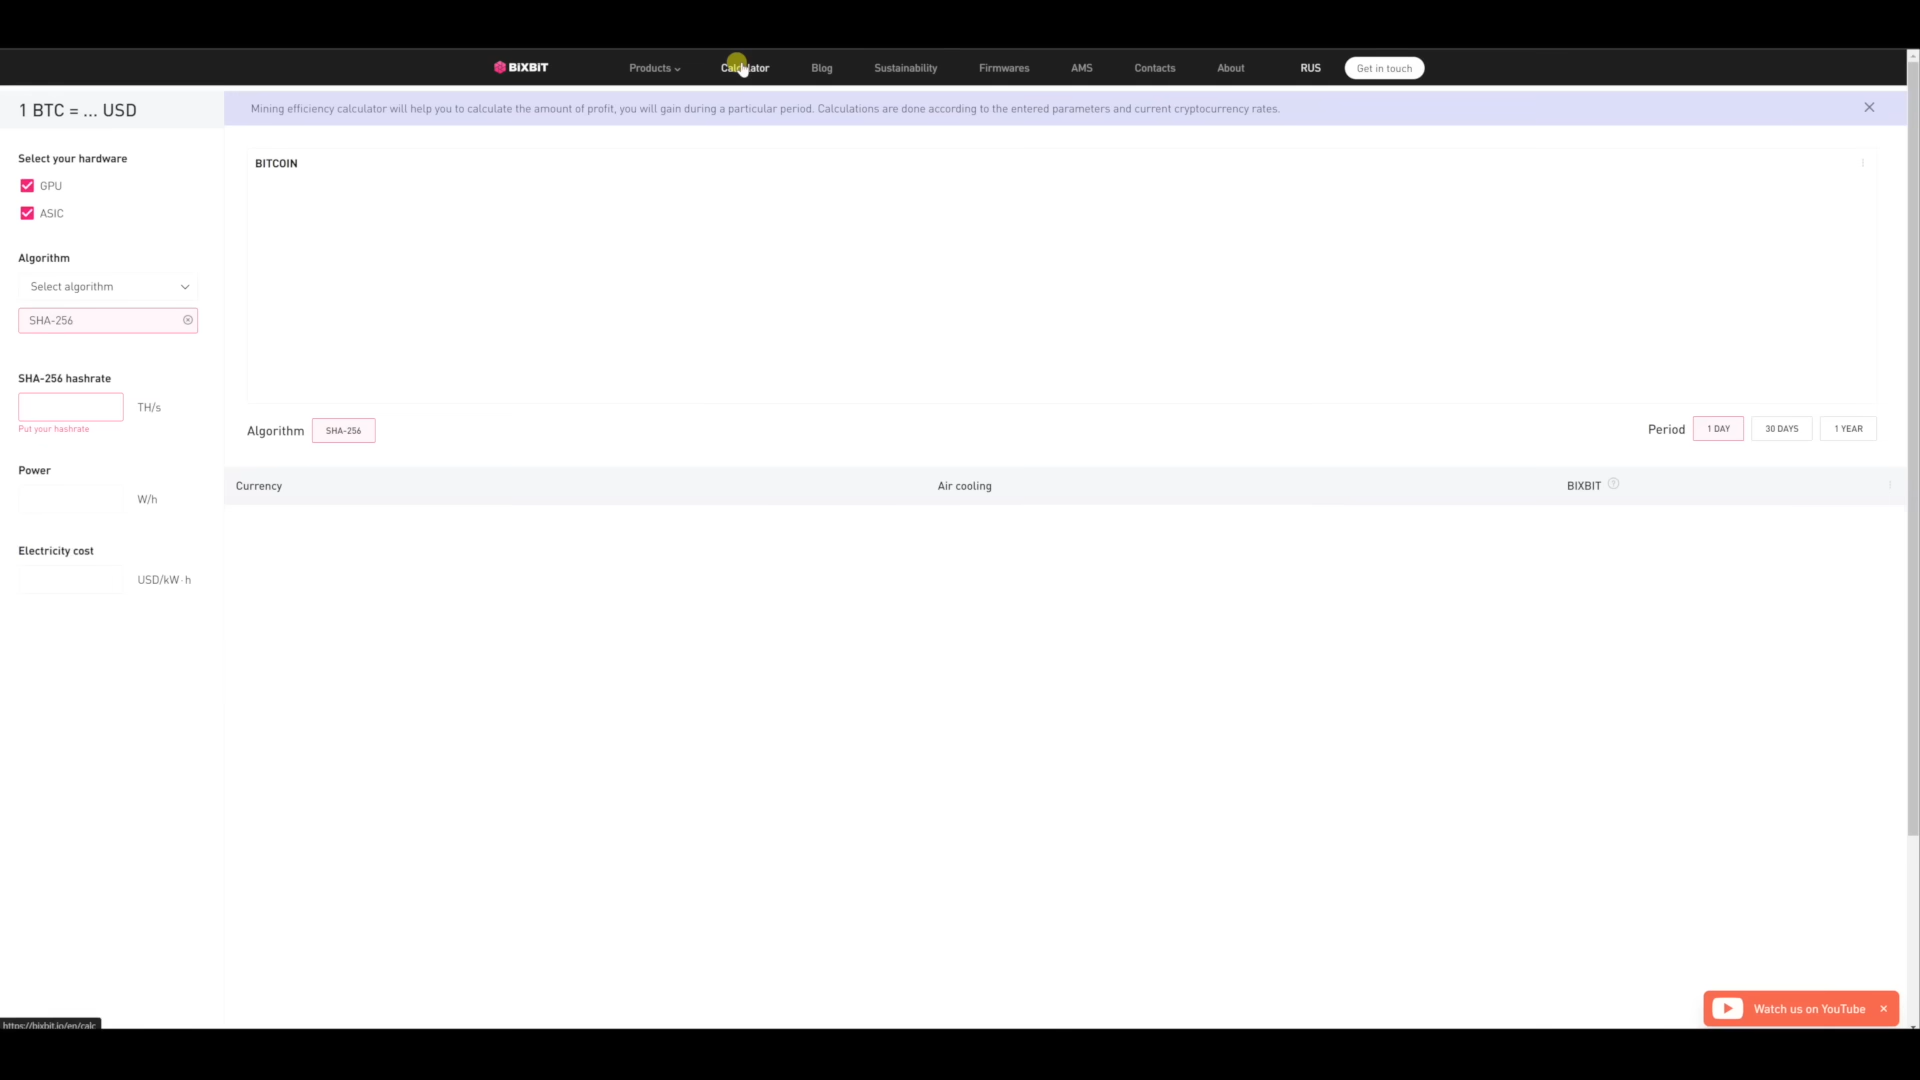 BIXBIT
Products
Calculator
Blog
Sustainability
Firmwares
AMS
Contacts
About
RUS
Get in touch
1 BTC = ... USD
Mining efficiency calculator will help you to calculate the amount of profit, you will gain during a particular period. Calculations are done according to the entered parameters and current cryptocurrency rates.
Select your hardware
GPU
ASIC
Algorithm
Select algorithm
SHA-256
SHA-256 hashrate
TH/s
Put your hashrate
Power
W/h
Electricity cost
USD/kW·h
BITCOIN
Algorithm
SHA-256
Period
1 DAY
30 DAYS
1 YEAR
Currency
Air cooling
BIXBIT
Watch us on YouTube
https://bixbit.io/en/calc